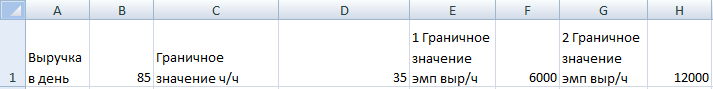 A B C D E F G H
1 Граничное 2 Граничное
Выручка Граничное значение значение
1 в день 85 значение ч/ч 35 эмп выр/ч 6000 эмп выр/ч 12000